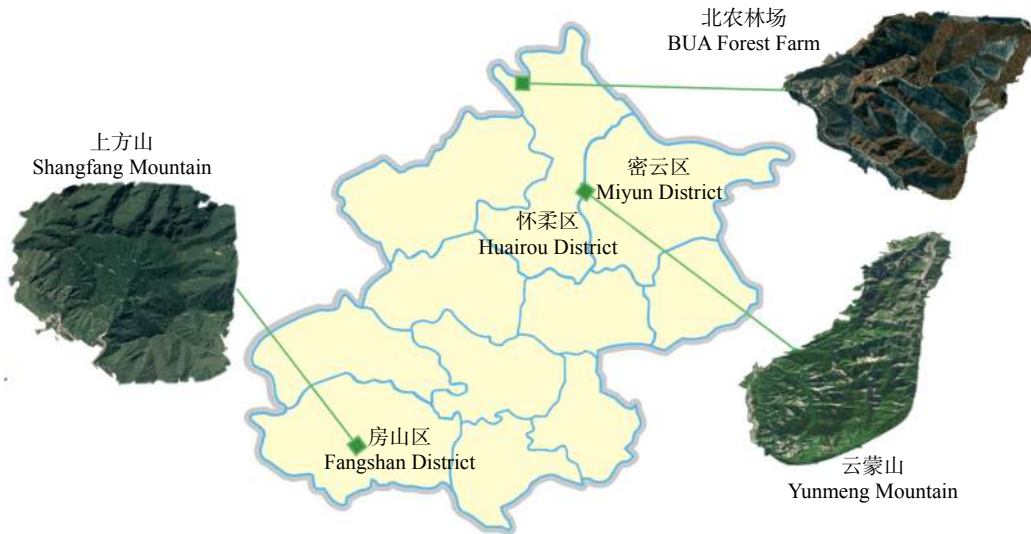 北农林场
BUA Forest Farm
上方山
Shangfang Mountain
密云区
Miyun District
怀柔区
Huairou District
房山区
Fangshan District
云蒙山
Yunmeng Mountain